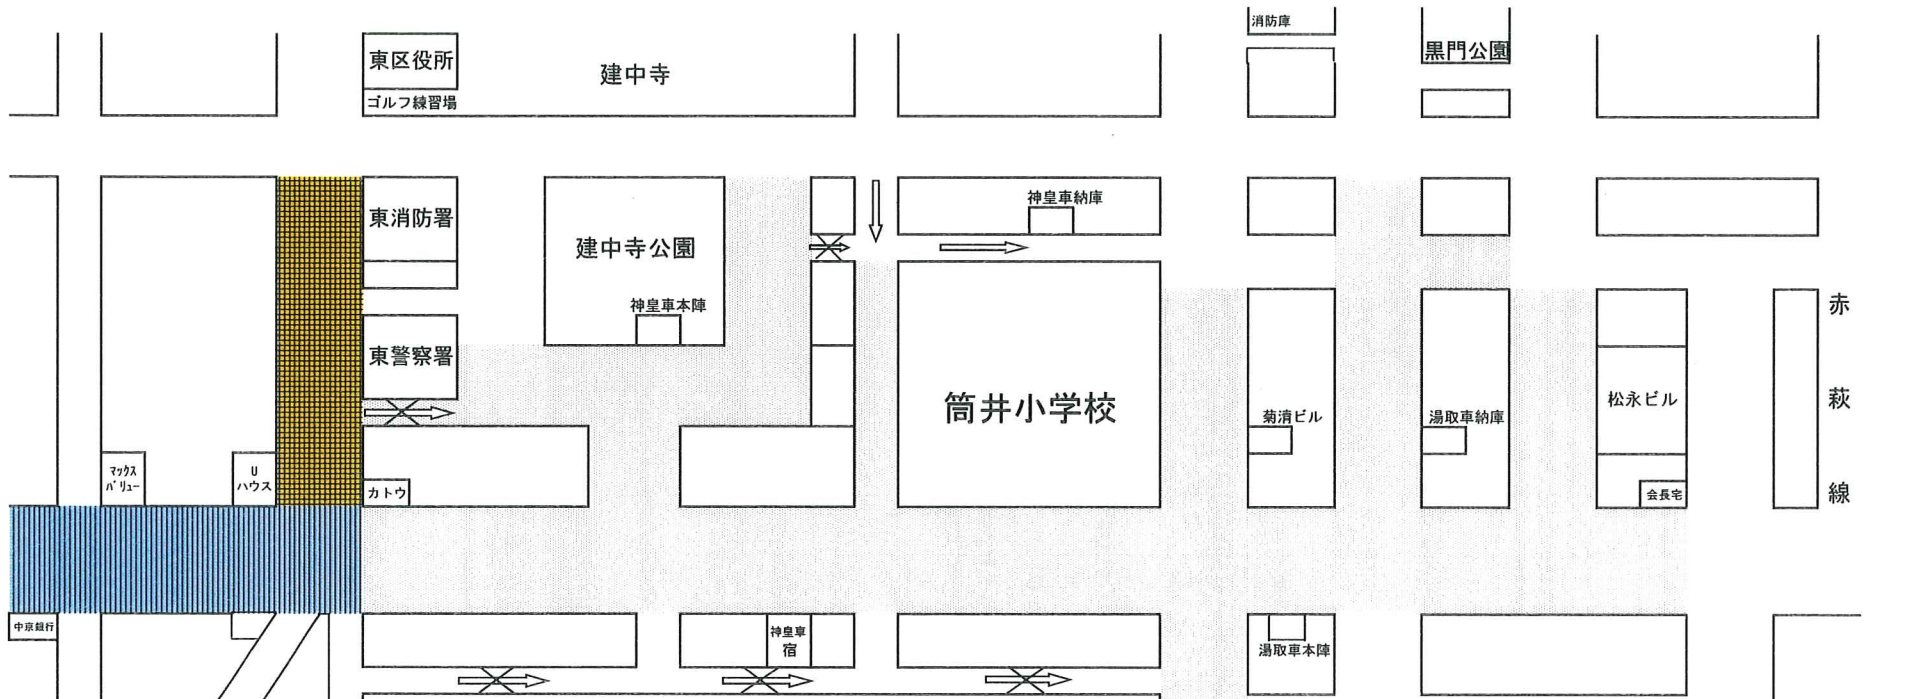 消防庫
東区役所
建中寺
黒門公園
ゴルフ練習場
東消防署
建中寺公園
神皇車納庫
神皇車本陣
東警察署
赤
萩
線
筒井小学校
菊清ビル
湯取車納庫
松永ビル
マックス
バリュー
U
ハウス
カトウ
会長宅
中京銀行
神皇車
宿
湯取車本陣